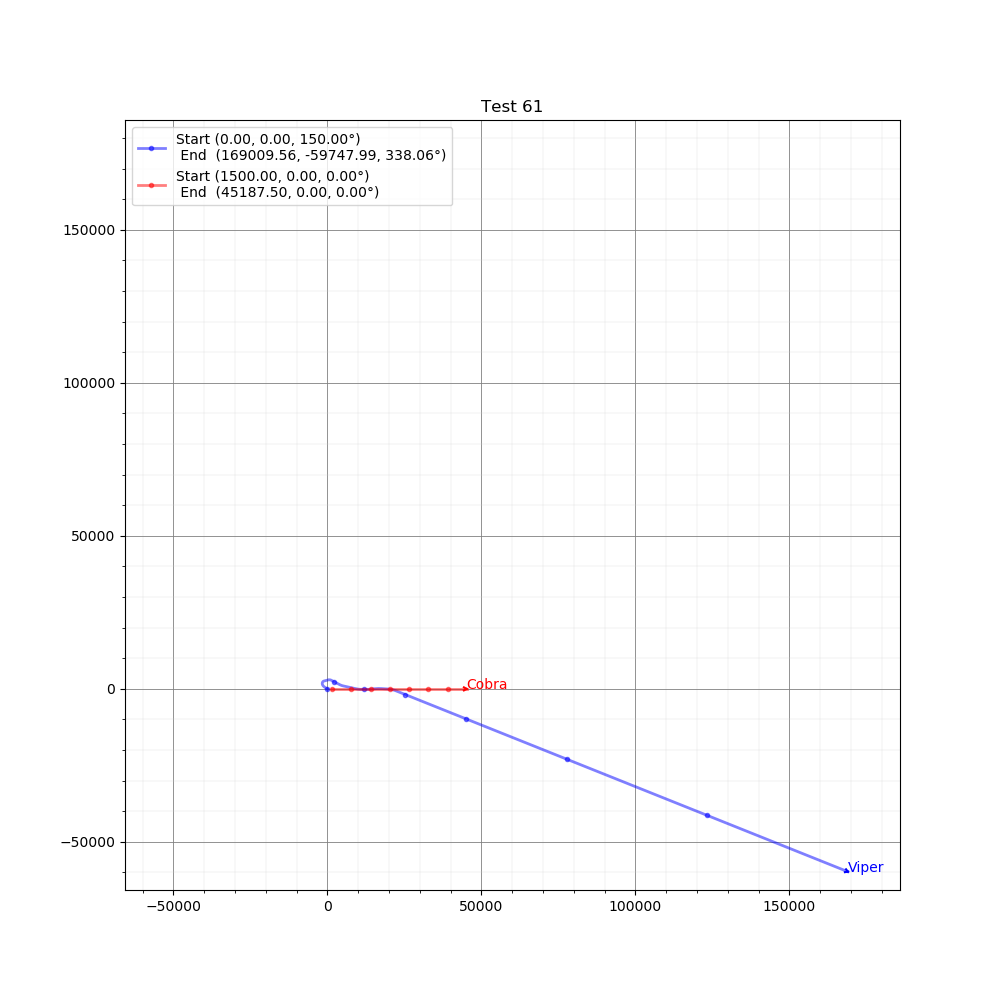 Test 61
Start (0.00, 0.00, 150.00°)
End  (169009.56, -59747.99, 338.06°)
Start (1500.00, 0.00, 0.00°)
End  (45187.50, 0.00, 0.00°)
150000
100000
50000
0
−50000
Cobra
Viper
−50000 0 50000 100000 150000